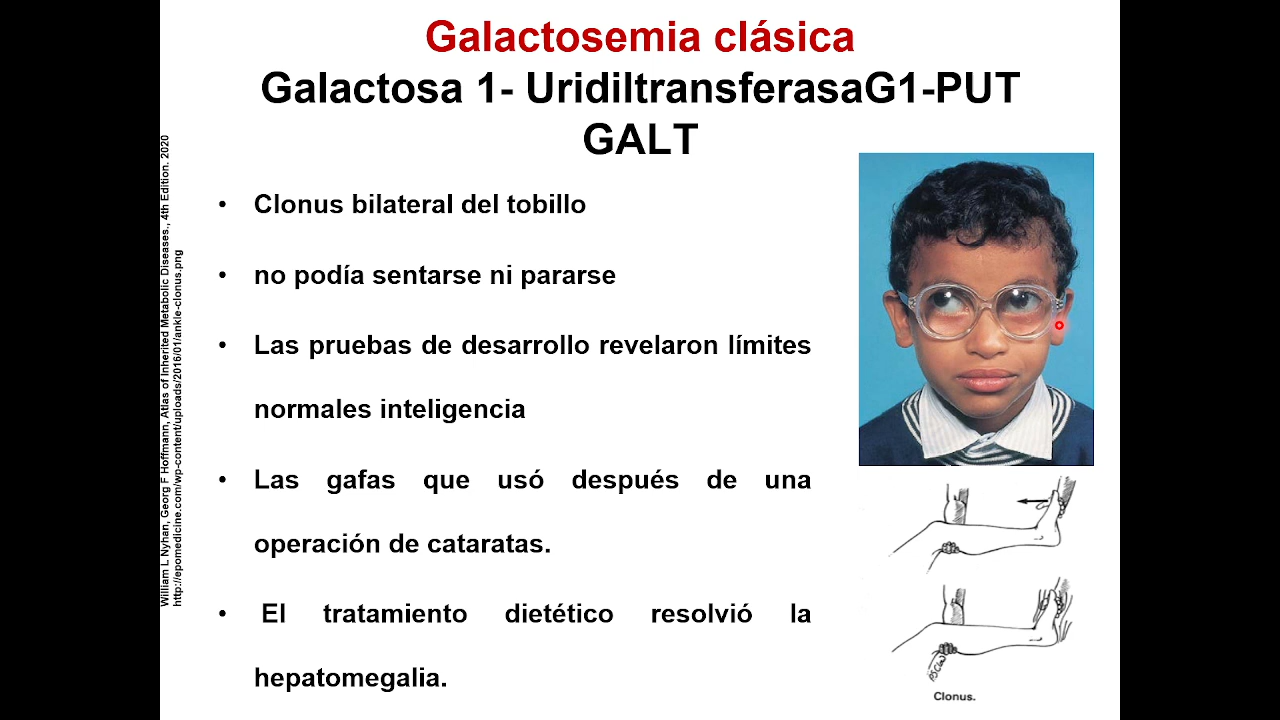 Galactosemia clásica
Galactosa 1- UridiltransferasaG1-PUT
GALT
William L Nyhan, Georg F Hoffmann, Atlas of Inherited Metabolic Diseases., 4th Edition. 2020
http://epomedicine.com/wp-content/uploads/2016/01/ankle-clonus.png
• Clonus bilateral del tobillo
• no podía sentarse ni pararse
• Las pruebas de desarrollo revelaron límites
normales inteligencia
• Las gafas que usó después de una
operación de cataratas.
• El tratamiento dietético resolvió la
hepatomegalia.
Clonus.